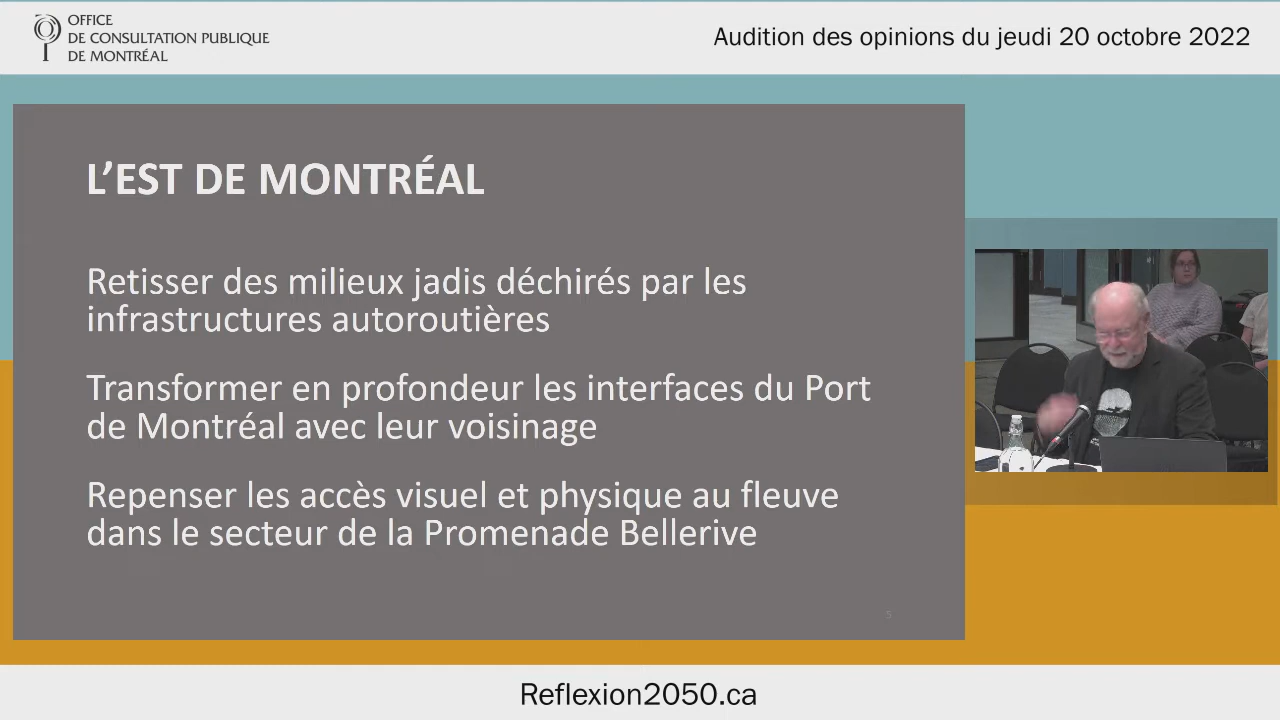 OFFICE
DE CONSULTATION PUBLIQUE
DE MONTRÉAL
Audition des opinions du jeudi 20 octobre 2022
L'EST DE MONTRÉAL
Retisser des milieux jadis déchirés par les
infrastructures autoroutières
Transformer en profondeur les interfaces du Port
de Montréal avec leur voisinage
Repenser les accès visuel et physique au fleuve
dans le secteur de la Promenade Bellerive
5
Reflexion2050.ca